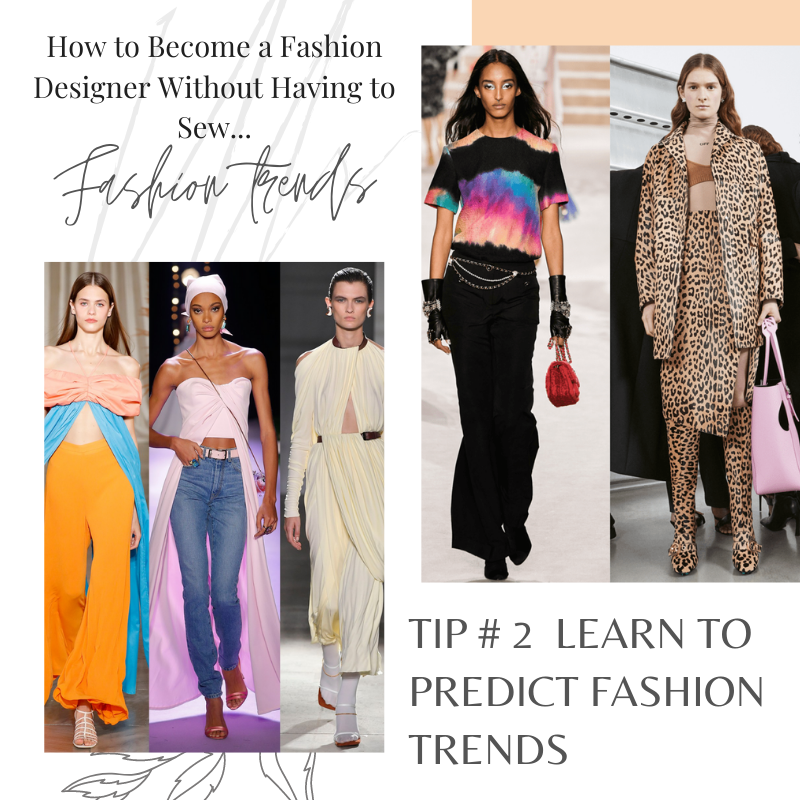 How to Become a Fashion
Designer Without Having to
Sew...
Fashion trends
TIP # 2 LEARN TO
PREDICT FASHION
TRENDS